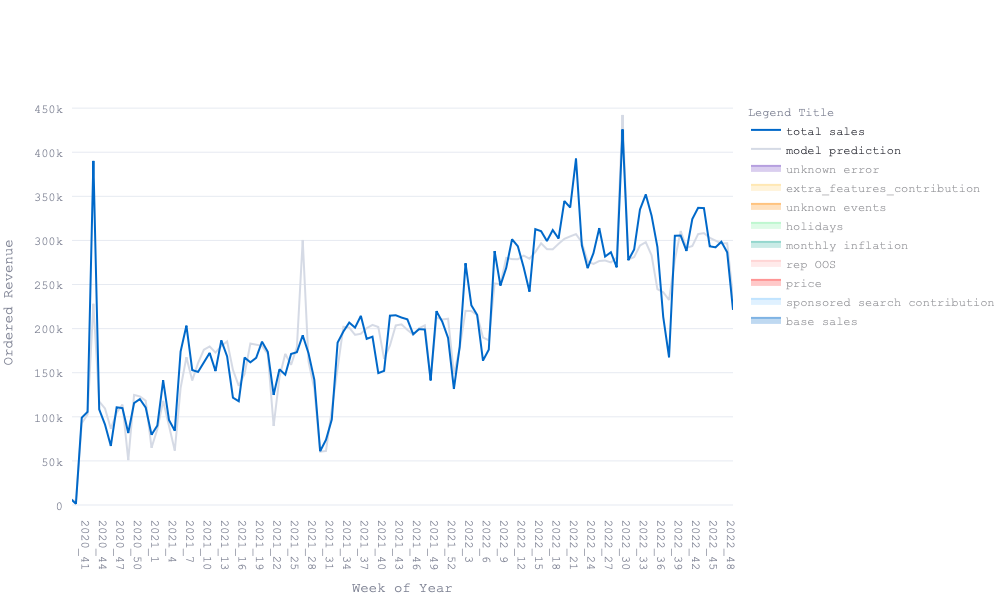 Legend Title
total sales
model prediction
unknown error
extra_features_contribution
unknown events
holidays
monthly inflation
rep OOS
price
sponsored search contribution
base sales
Ordered Revenue
450k
400k
350k
300k
250k
200k
150k
100k
50k
0
2020_41
2020_44
2020_47
2020_50
2021_1
2021_4
2021_7
2021_10
2021_13
2021_16
2021_19
2021_22
2021_25
2021_28
2021_31
2021_34
2021_37
2021_40
2021_43
2021_46
2021_49
2021_52
2022_3
2022_6
2022_9
2022_12
2022_15
2022_18
2022_21
2022_24
2022_27
2022_30
2022_33
2022_36
2022_39
2022_42
2022_45
2022_48
Week of Year